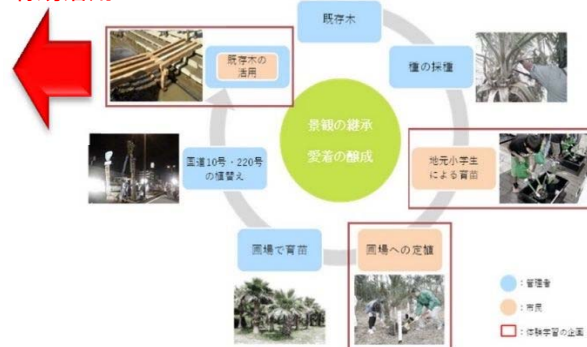 既存木
種の採種
地元小学生
による育苗
圃場への定植
圃場で育苗
国道10号・220号
の植替え
既存木の
活用
景観の継承
愛着の醸成
：管理者
：市民
：体験学習の企画